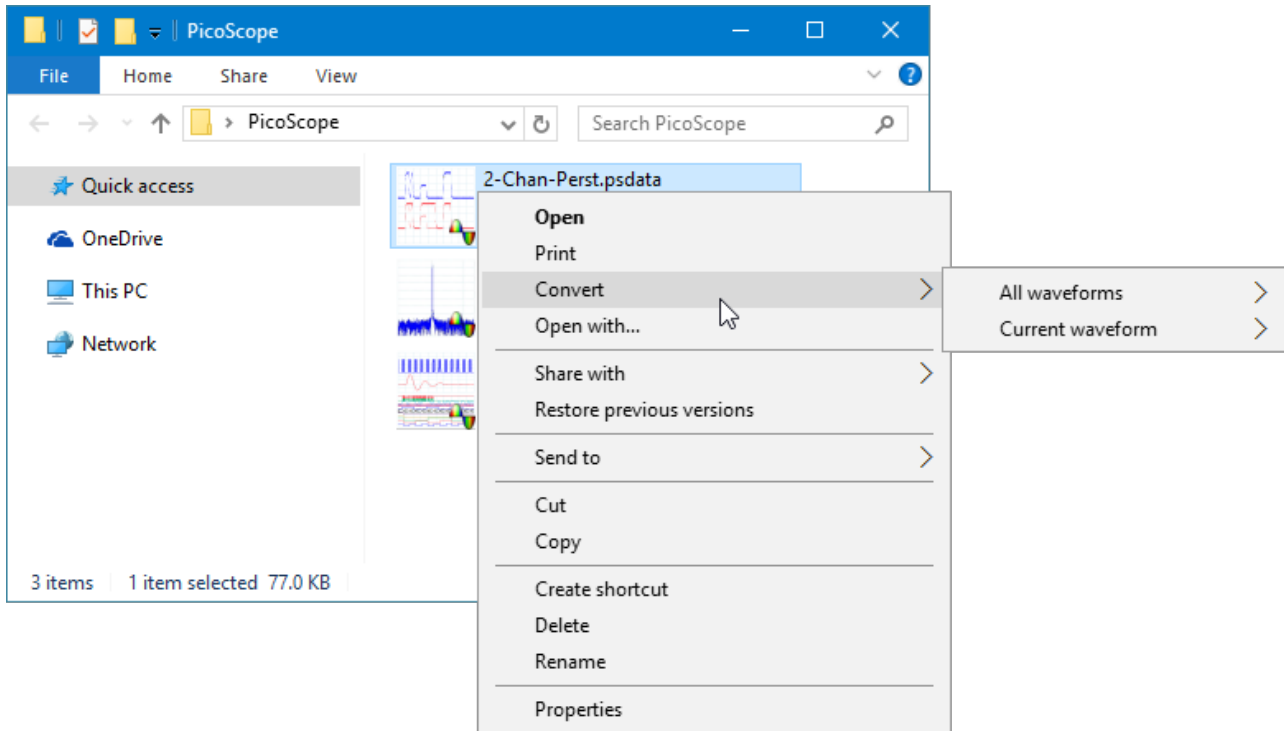 PicoScope
File Home Share View
PicoScope
Search PicoScope
Quick access
OneDrive
This PC
Network
2-Chan-Perst.psdata
Open
Print
Convert
Open with...
Share with
Restore previous versions
Send to
Cut
Copy
Create shortcut
Delete
Rename
Properties
All waveforms
Current waveform
3 items 1 item selected 77.0 KB